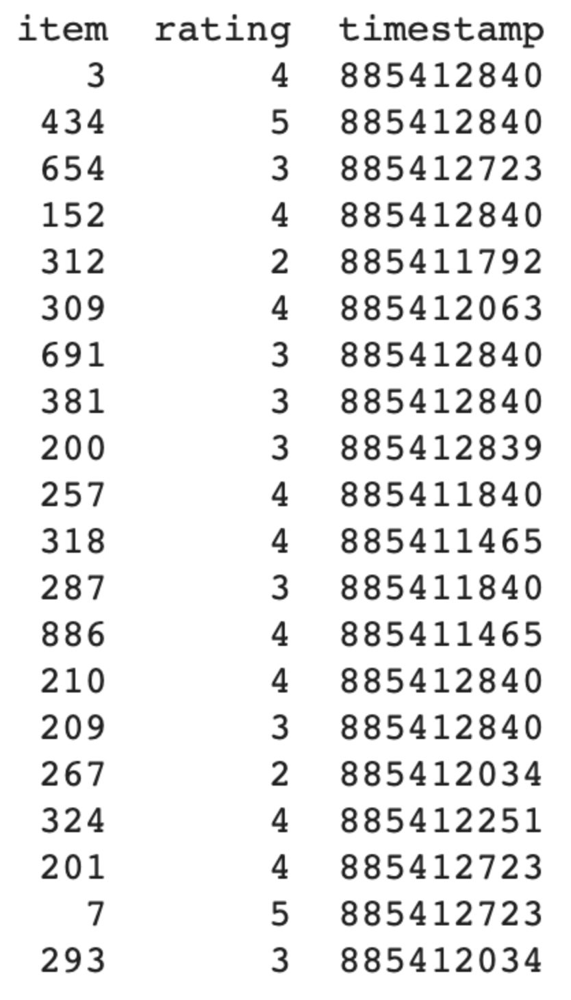 item rating timestamp
3 4 885412840
434 5 885412840
654 3 885412723
152 4 885412840
312 2 885411792
309 4 885412063
691 3 885412840
381 3 885412840
200 3 885412839
257 4 885411840
318 4 885411465
287 3 885411840
886 4 885411465
210 4 885412840
209 3 885412840
267 2 885412034
324 4 885412251
201 4 885412723
7 5 885412723
293 3 885412034